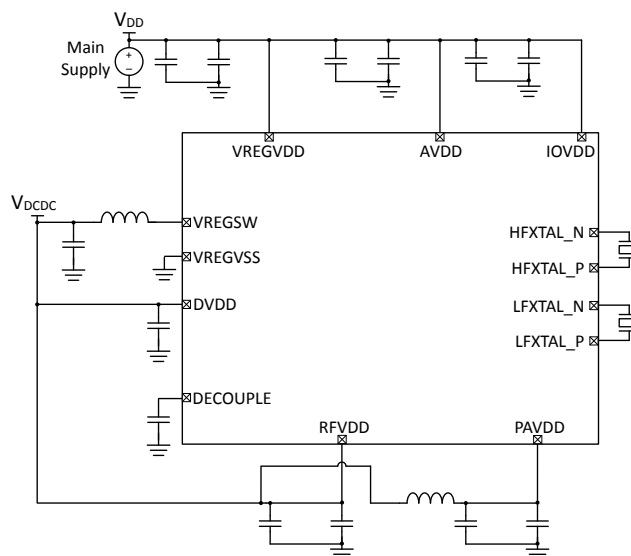 VDD
Main
Supply
+
−
VREGVDD
AVDD
IOVDD
VDCDC
VREGSW
HFXTAL_N
VREGVSS
HFXTAL_P
DVDD
LFXTAL_N
LFXTAL_P
DECOUPLE
RFVDD
PAVDD